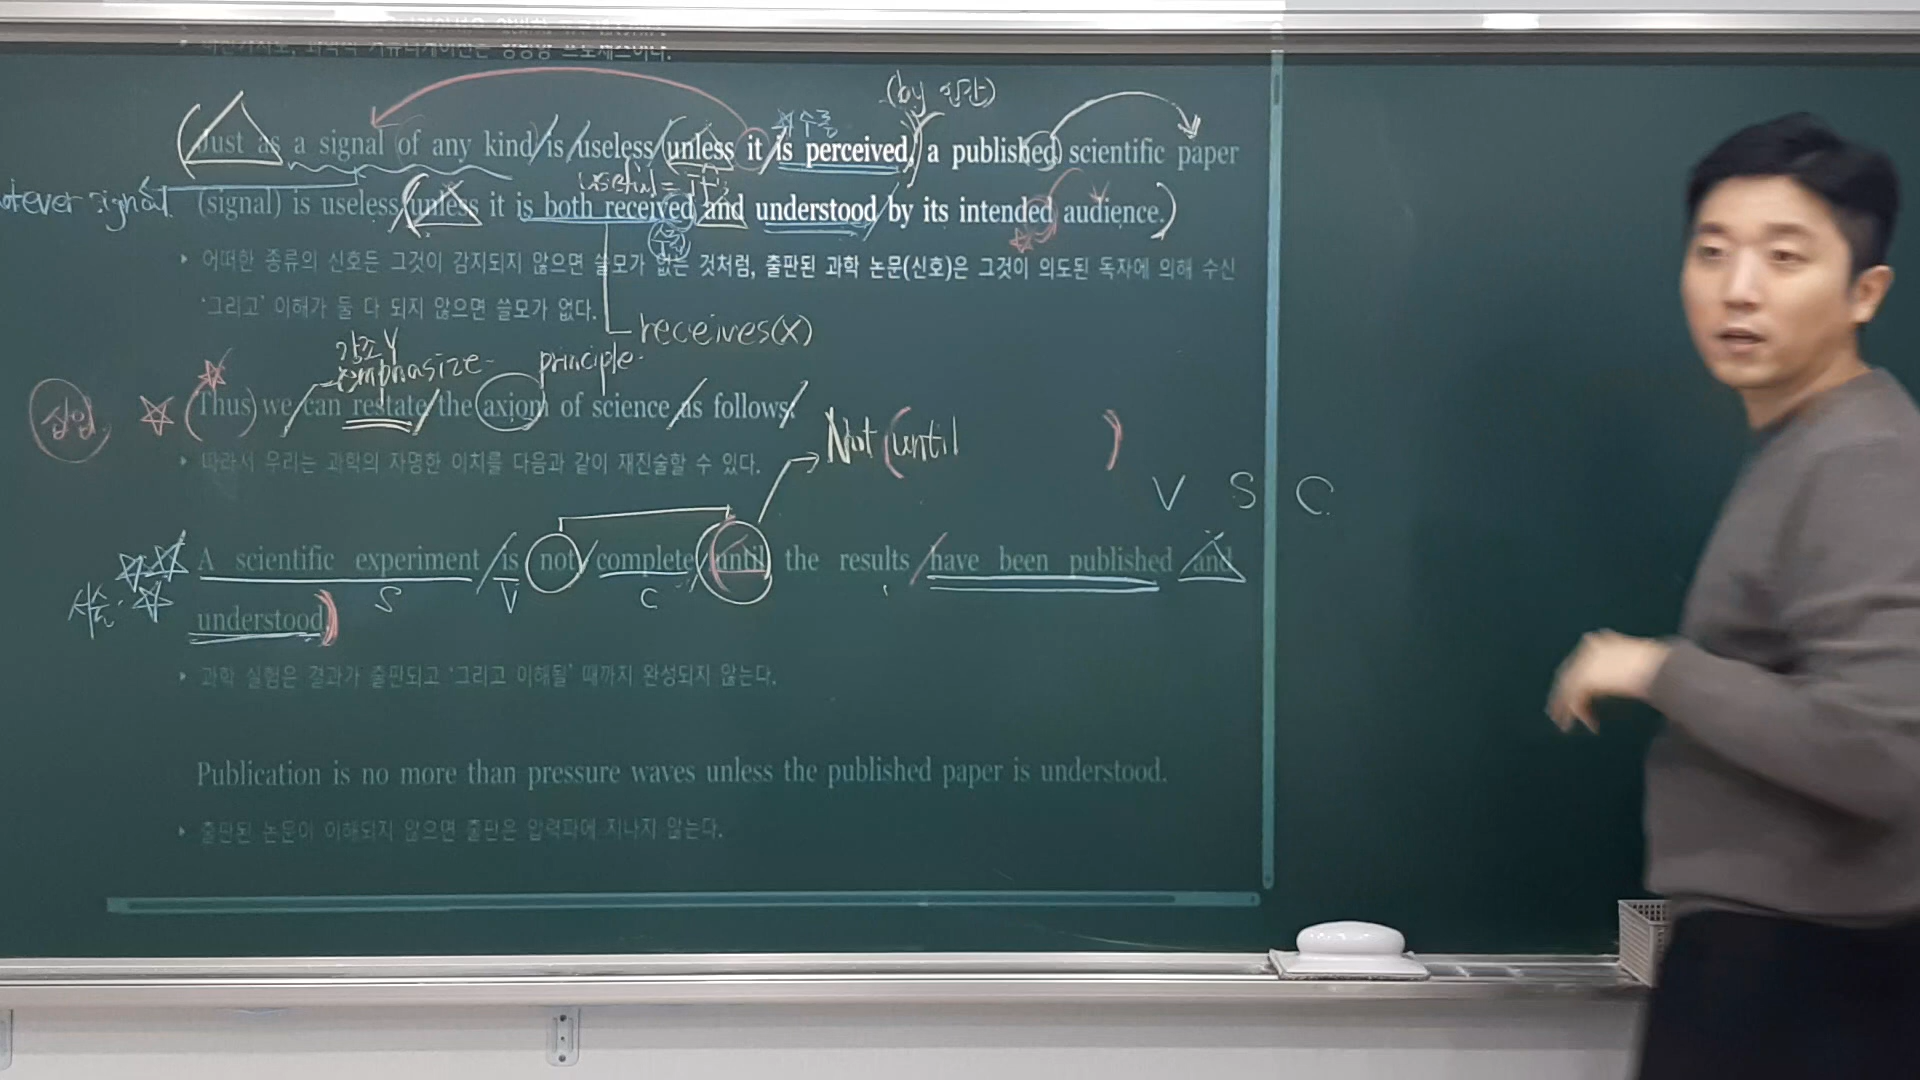 (by 인간)
수동
Just as a signal of any kind is useless unless it is perceived, a published scientific paper
useful = if
(signal) is useless unless it is both received and understood by its intended audience.
signal
▸ 어떠한 종류의 신호든 그것이 감지되지 않으면 쓸모가 없는 것처럼, 출판된 과학 논문(신호)은 그것이 의도된 독자에 의해 수신
'그리고' 이해가 둘 다 되지 않으면 쓸모가 없다.
receives(X)
강조
emphasize principle
삽입
Thus we can restate the axiom of science as follows:
Not until
▸ 따라서 우리는 과학의 자명한 이치를 다음과 같이 재진술할 수 있다.
V S C
A scientific experiment is not complete until the results have been published and
S V C
understood.
▸ 과학 실험은 결과가 출판되고 '그리고 이해될' 때까지 완성되지 않는다.
Publication is no more than pressure waves unless the published paper is understood.
▸ 출판된 논문이 이해되지 않으면 출판은 압력파에 지나지 않는다.